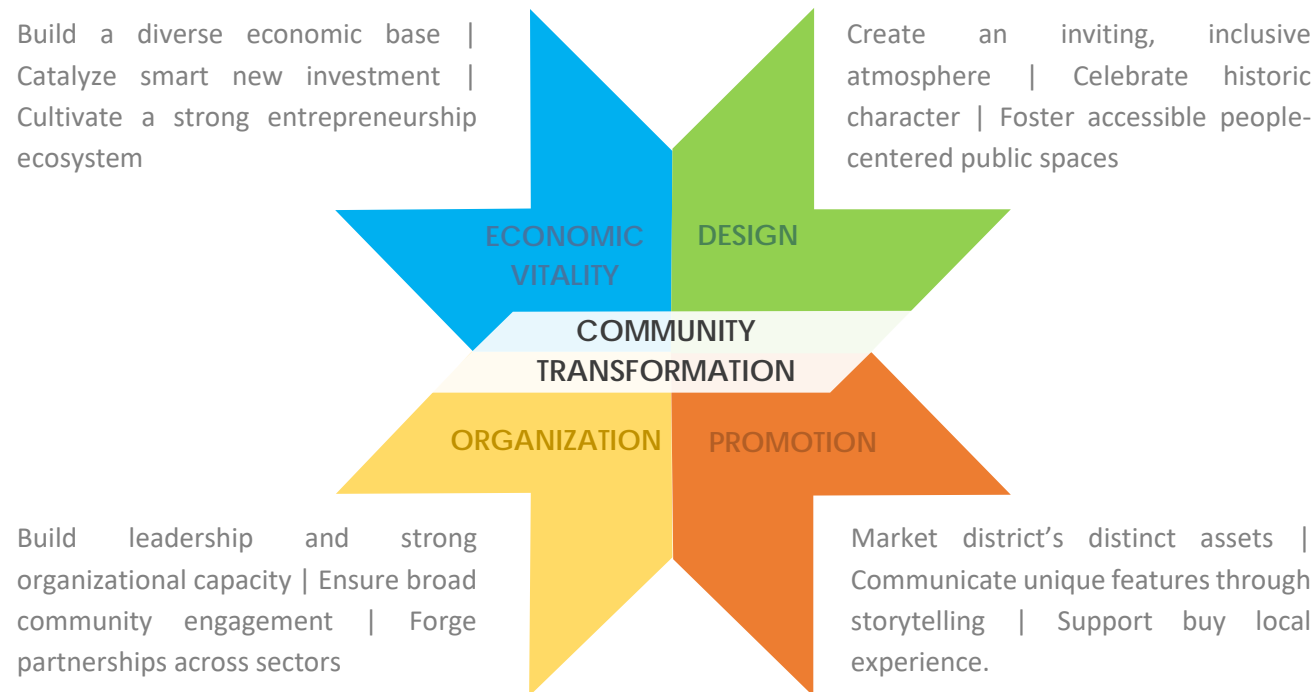 Build a diverse economic base |
Catalyze smart new investment |
Cultivate a strong entrepreneurship
ecosystem
Create an inviting, inclusive
atmosphere | Celebrate historic
character | Foster accessible people-
centered public spaces
ECONOMIC
VITALITY
DESIGN
COMMUNITY
TRANSFORMATION
ORGANIZATION
PROMOTION
Build leadership and strong
organizational capacity | Ensure broad
community engagement | Forge
partnerships across sectors
Market district’s distinct assets |
Communicate unique features through
storytelling | Support buy local
experience.